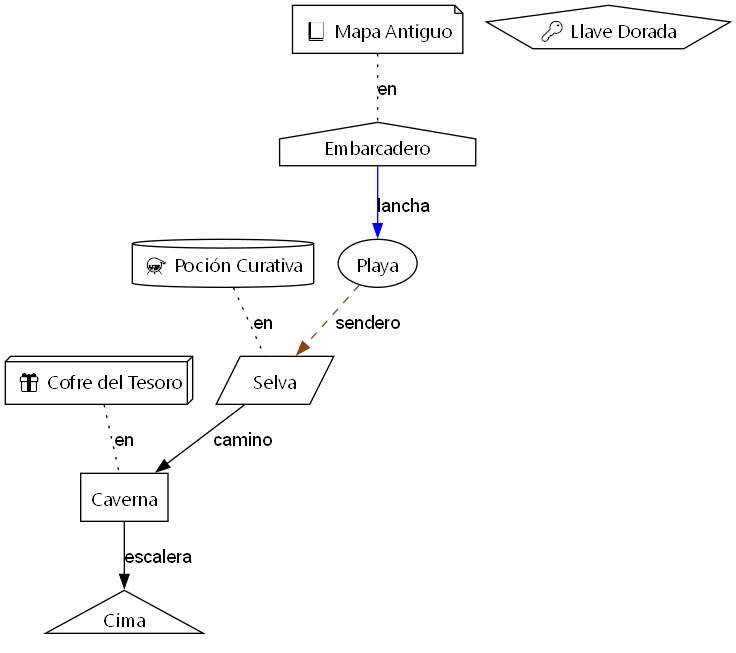 Mapa Antiguo
Llave Dorada
en
Embarcadero
lancha
Poción Curativa
Playa
en
sendero
Cofre del Tesoro
Selva
en
camino
Caverna
escalera
Cima